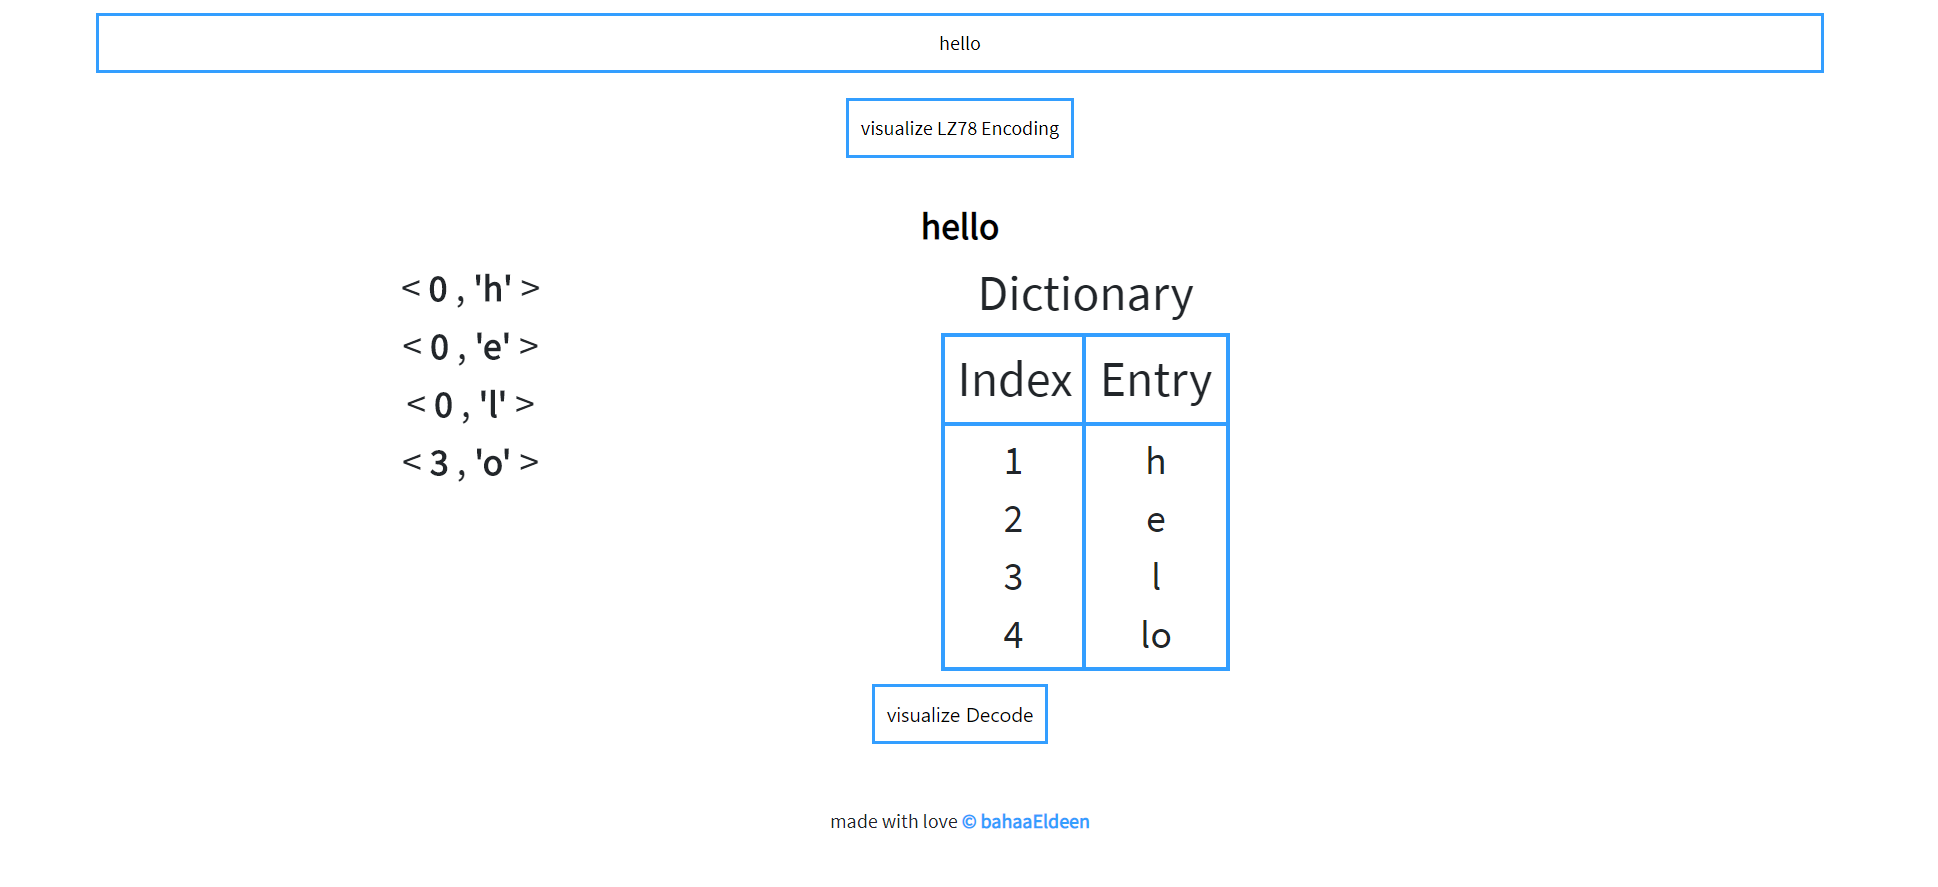 hello
visualize LZ78 Encoding
hello
< 0 , 'h' >
< 0 , 'e' >
< 0 , 'l' >
< 3 , 'o' >
Dictionary
Index Entry
1 h
2 e
3 l
4 lo
visualize Decode
made with love © bahaaEldeen